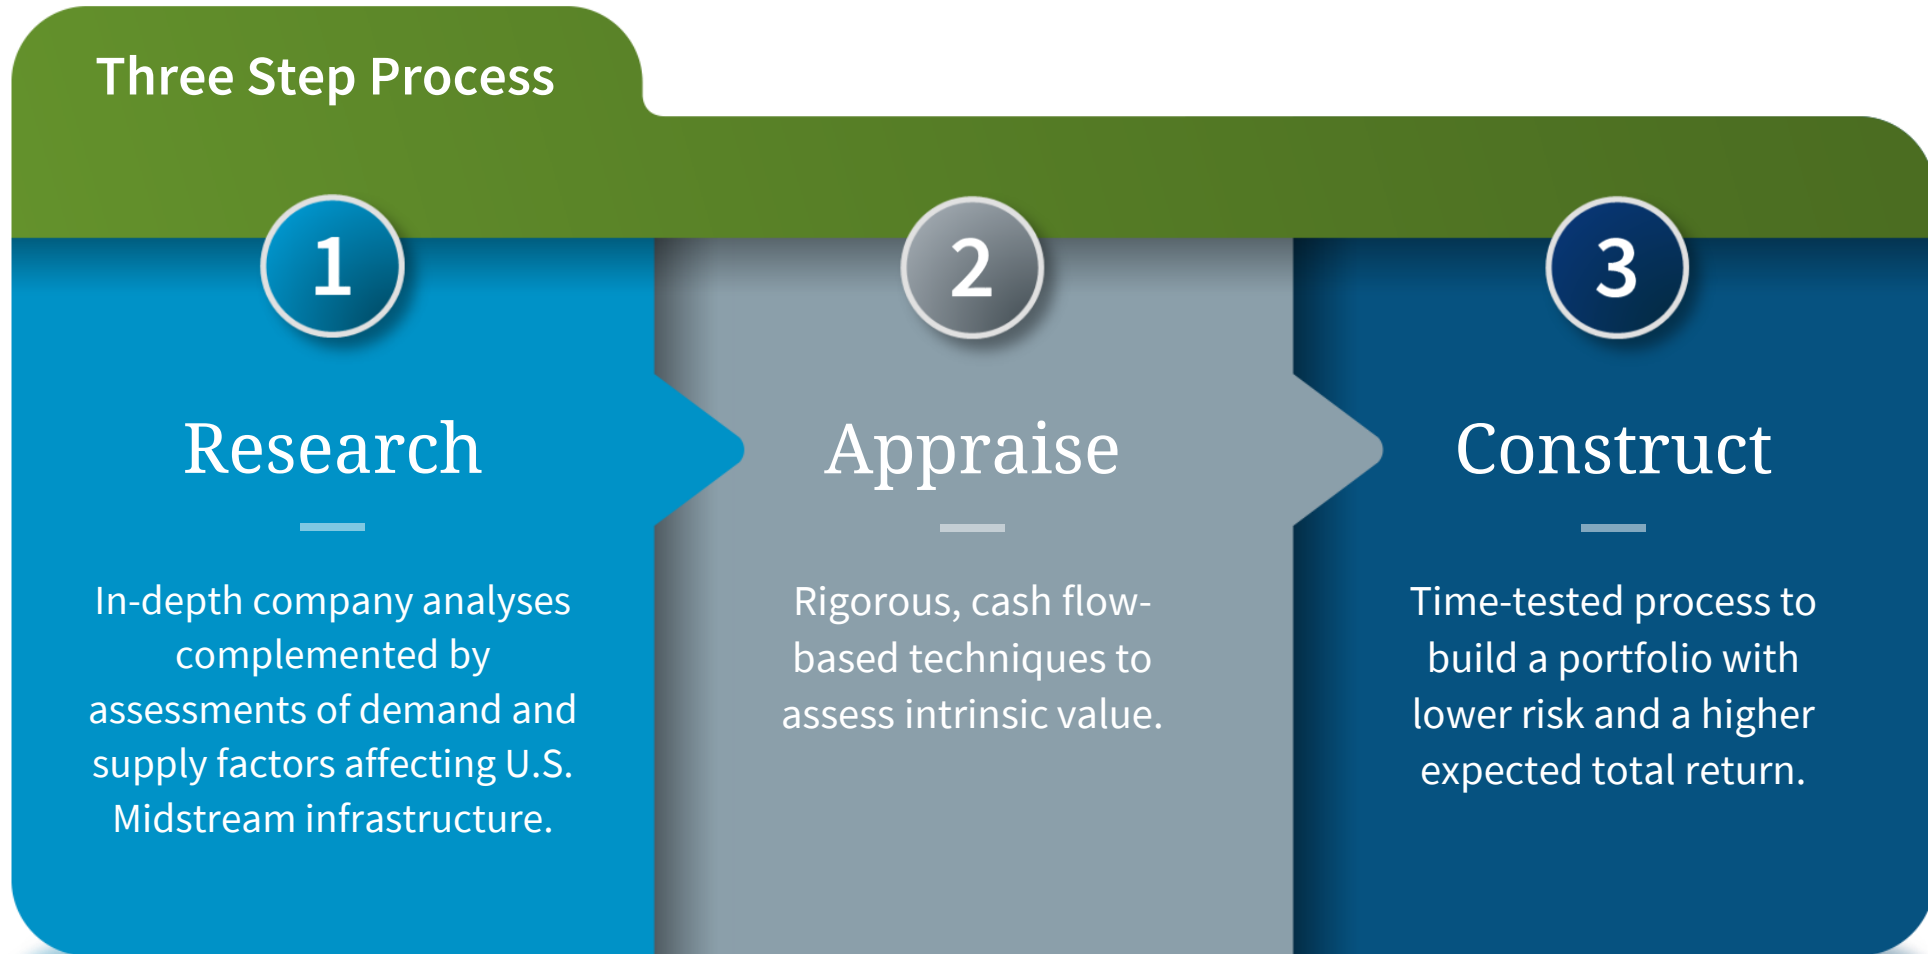 Three Step Process
1
Research
In-depth company analyses
complemented by
assessments of demand and
supply factors affecting U.S.
Midstream infrastructure.
2
Appraise
Rigorous, cash flow-
based techniques to
assess intrinsic value.
3
Construct
Time-tested process to
build a portfolio with
lower risk and a higher
expected total return.